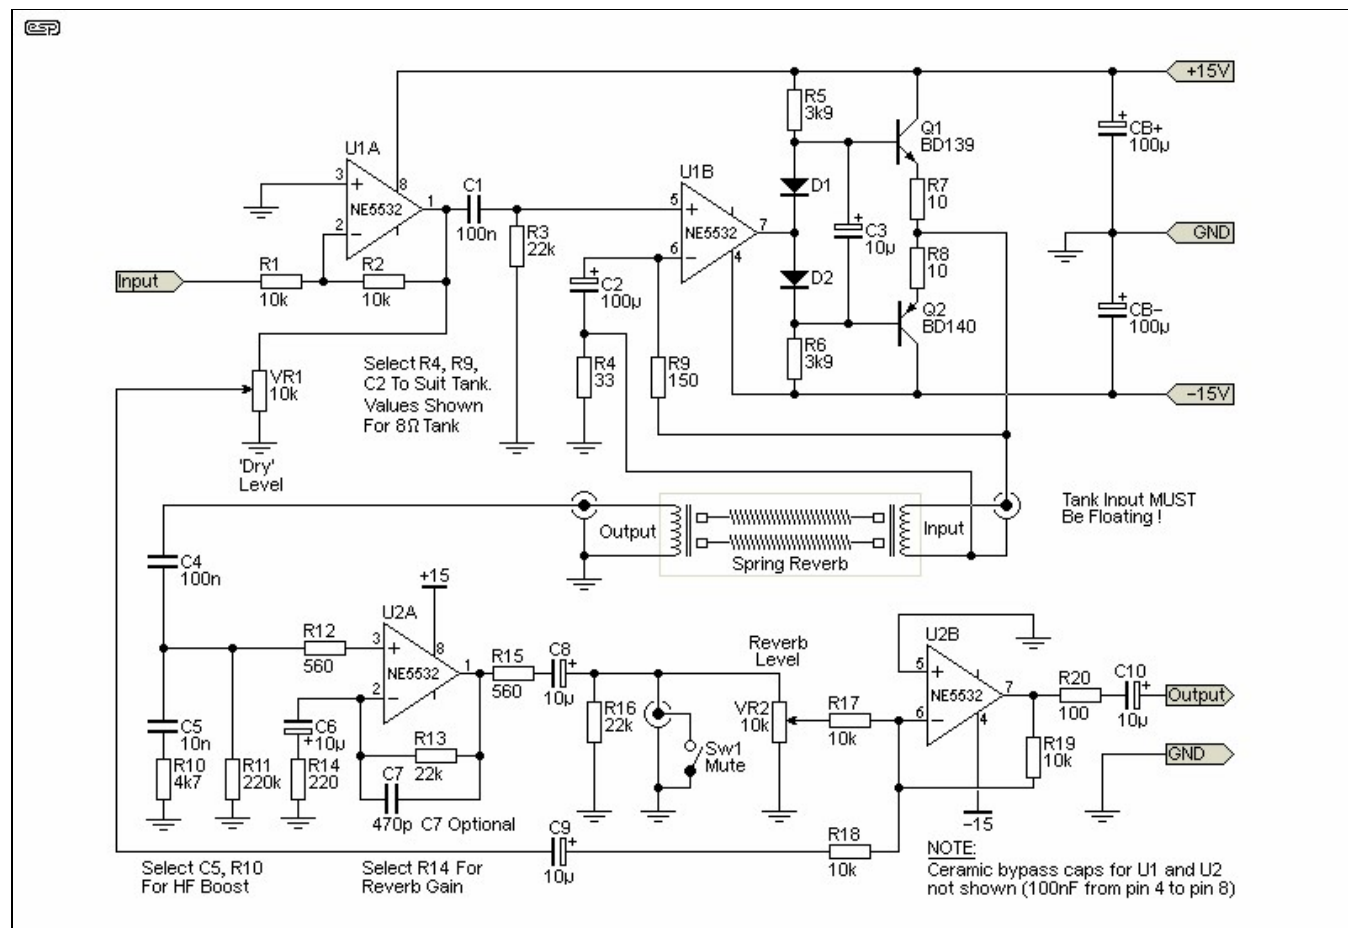 esp
+15V
R5
3k9
Q1
BD139
CB+
100µ
U1A
3
+
8
NE5532
1
2
−
C1
100n
U1B
5
+
NE5532
7
6
−
4
D1
R7
10
R3
22k
C3
10µ
GND
R1
10k
R2
10k
Input
C2
100µ
D2
R8
10
Q2
BD140
CB−
100µ
R6
3k9
VR1
10k
Select R4, R9,
C2 To Suit Tank.
Values Shown
For 8Ω Tank
R4
33
R9
150
−15V
'Dry'
Level
Tank Input MUST
Be Floating !
Output
Input
Spring Reverb
C4
100n
+15
U2A
R12
560
3
+
8
NE5532
1
2
−
R15
560
C8
10µ
Reverb
Level
U2B
5
+
NE5532
7
6
−
4
R20
100
C10
10µ
Output
C5
10n
C6
10µ
R16
22k
VR2
10k
R17
10k
R13
22k
Sw1
Mute
R19
10k
GND
R10
4k7
R11
220k
R14
220
C7
470p C7 Optional
−15
C9
10µ
R18
10k
Select C5, R10
For HF Boost
Select R14 For
Reverb Gain
NOTE:
Ceramic bypass caps for U1 and U2
not shown (100nF from pin 4 to pin 8)